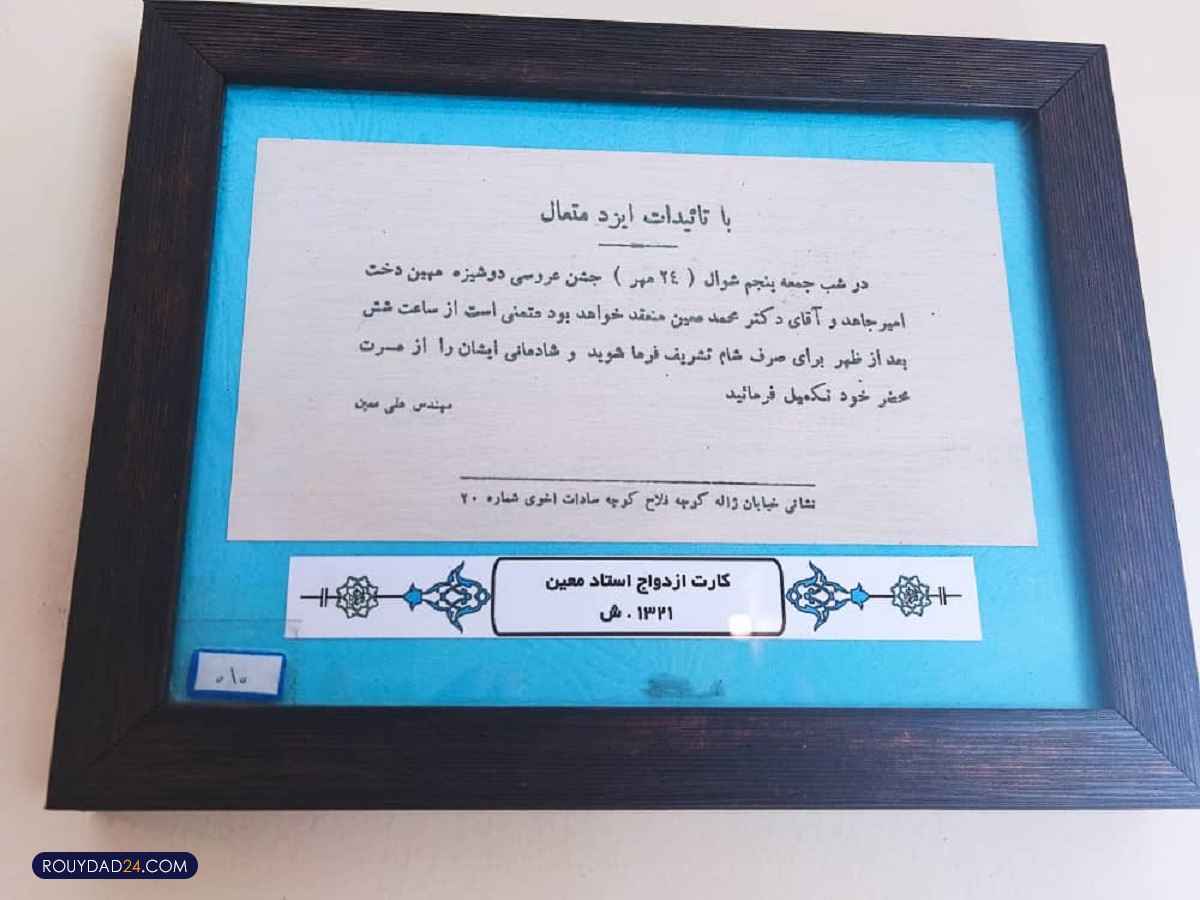 با تائیدات ایزد متعال
در شب جمعه پنجم شوال ( ٢٤ مهر ) جشن عروسی دوشیزه مهین دخت
امیرجاهد و آقای دکتر محمد معین منعقد خواهد بود متمنی است از ساعت شش
بعد از ظهر برای صرف شام تشریف فرما شوید و شادمانی ایشان را از مسرت
محضر خود تکمیل فرمائید
مهندس علی معین
نشانی خیابان ژاله کوچه فلاح کوچه سادات اخوی شماره ٢٠
کارت ازدواج استاد معین
۱۳۲۱ . ش
ROUYDAD24.COM